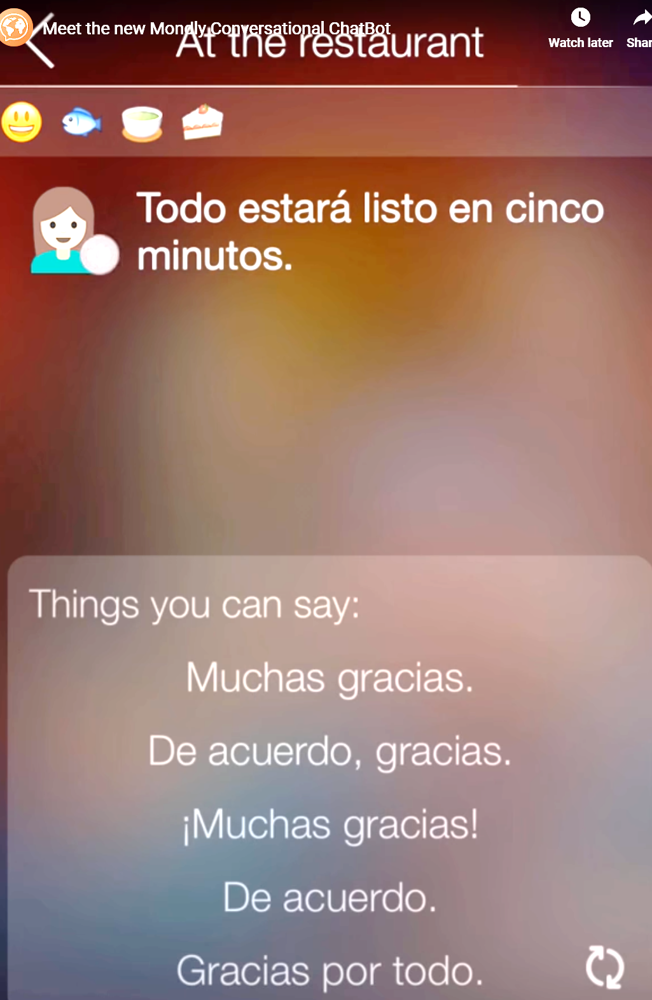 Meet the new Mondly Conversational ChatBot
Watch later
Shar
At the restaurant
Todo estará listo en cinco
minutos.
Things you can say:
Muchas gracias.
De acuerdo, gracias.
¡Muchas gracias!
De acuerdo.
Gracias por todo.